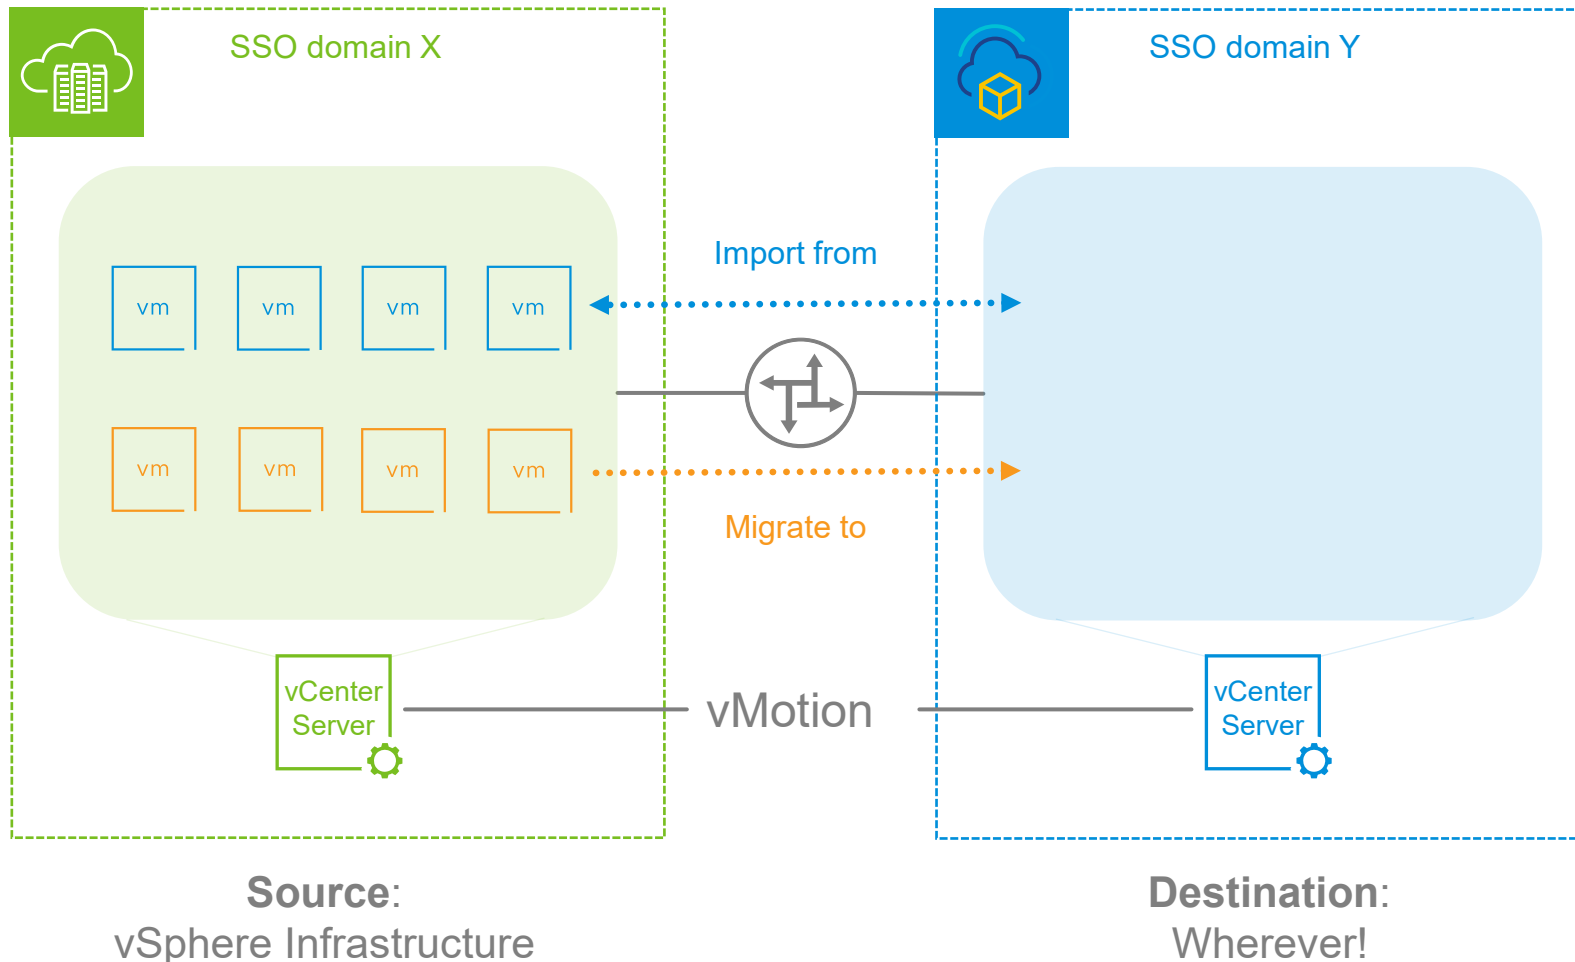 SSO domain X
SSO domain Y
Import from
vm
vm
vm
vm
vm
vm
vm
vm
Migrate to
vCenter
Server
vMotion
vCenter
Server
Source:
vSphere Infrastructure
Destination:
Wherever!